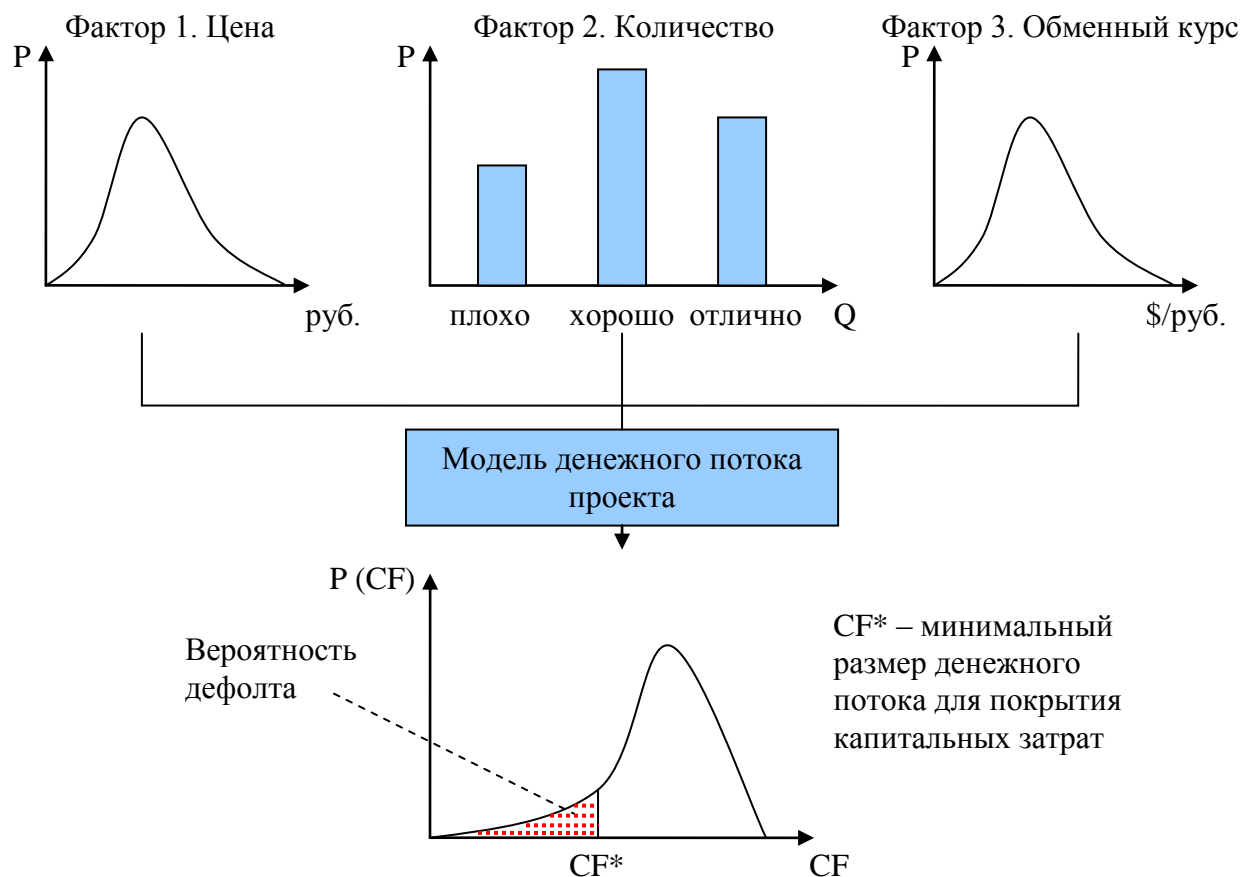 Фактор 1. Цена
Фактор 2. Количество
Фактор 3. Обменный курс
P
P
P
руб.
плохо хорошо отлично Q
$/руб.
Модель денежного потока
проекта
P (CF)
Вероятность
дефолта
CF* – минимальный
размер денежного
потока для покрытия
капитальных затрат
CF*
CF